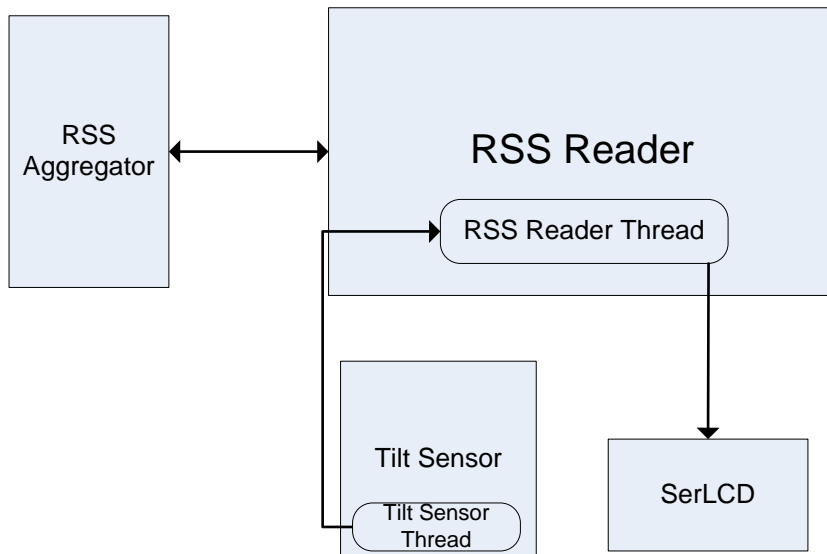 RSS
Aggregator
RSS Reader
RSS Reader Thread
Tilt Sensor
Tilt Sensor
Thread
SerLCD